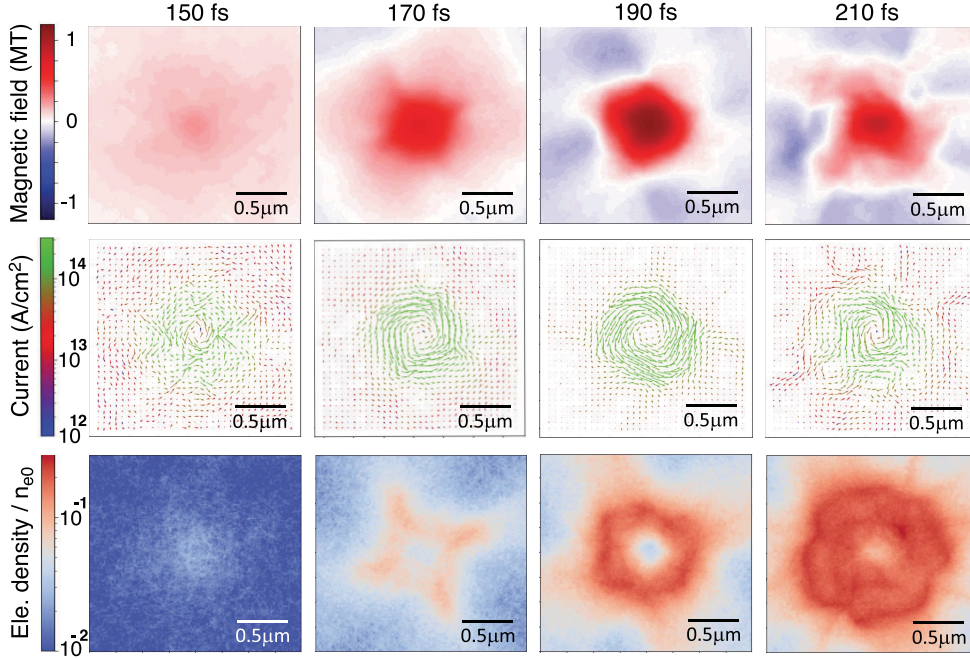 150 fs 170 fs 190 fs 210 fs
Magnetic field (MT)
1
0
-1
0.5μm 0.5μm 0.5μm 0.5μm
Current (A/cm²)
10¹⁴
10¹³
10¹²
0.5μm 0.5μm 0.5μm 0.5μm
Ele. density / nₑ₀
10⁻¹
10⁻²
0.5μm 0.5μm 0.5μm 0.5μm